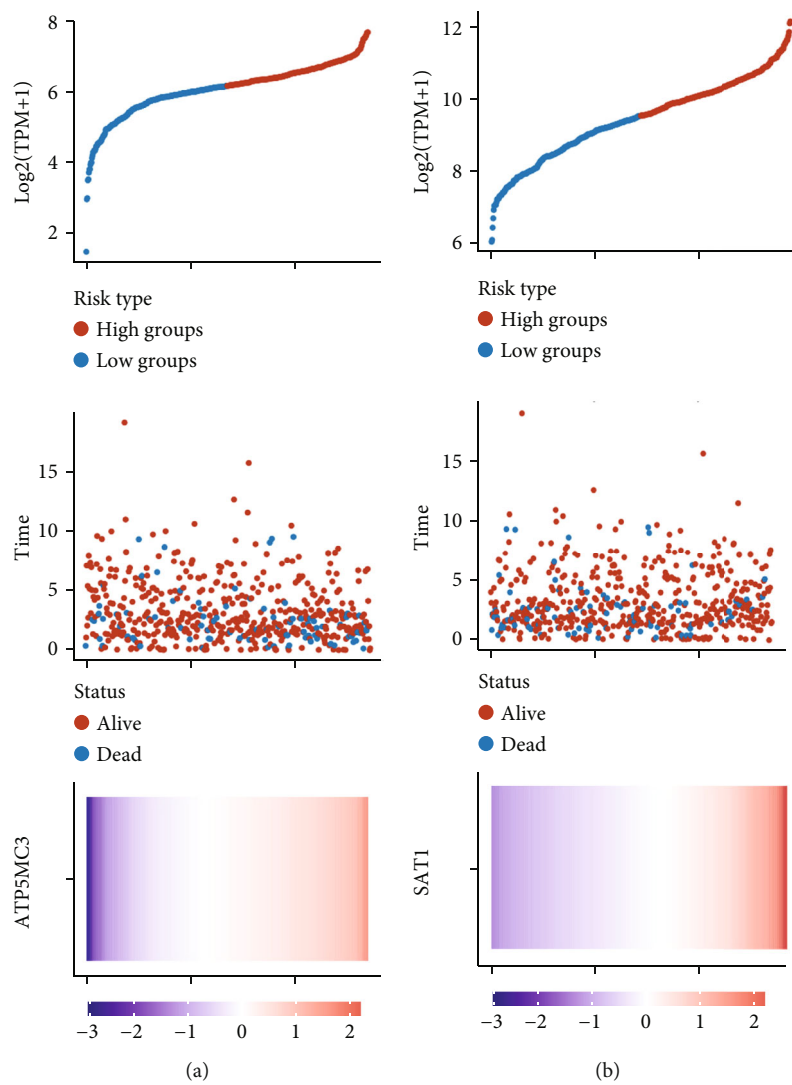 8
6
4
2
Log2(TPM+1)
Risk type
High groups
Low groups
15
10
5
0
Time
Status
Alive
Dead
ATP5MC3
−3 −2 −1 0 1 2
(a)
12
10
8
6
Log2(TPM+1)
Risk type
High groups
Low groups
15
10
5
0
Time
Status
Alive
Dead
SAT1
−3 −2 −1 0 1 2
(b)